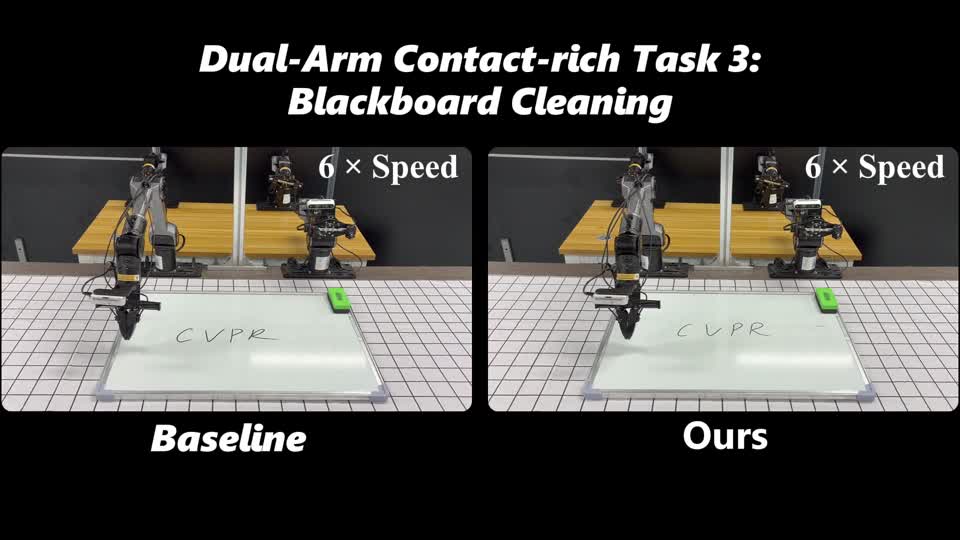 Dual-Arm Contact-rich Task 3:
Blackboard Cleaning
6 × Speed
6 × Speed
CVPR
CVPR
Baseline
Ours